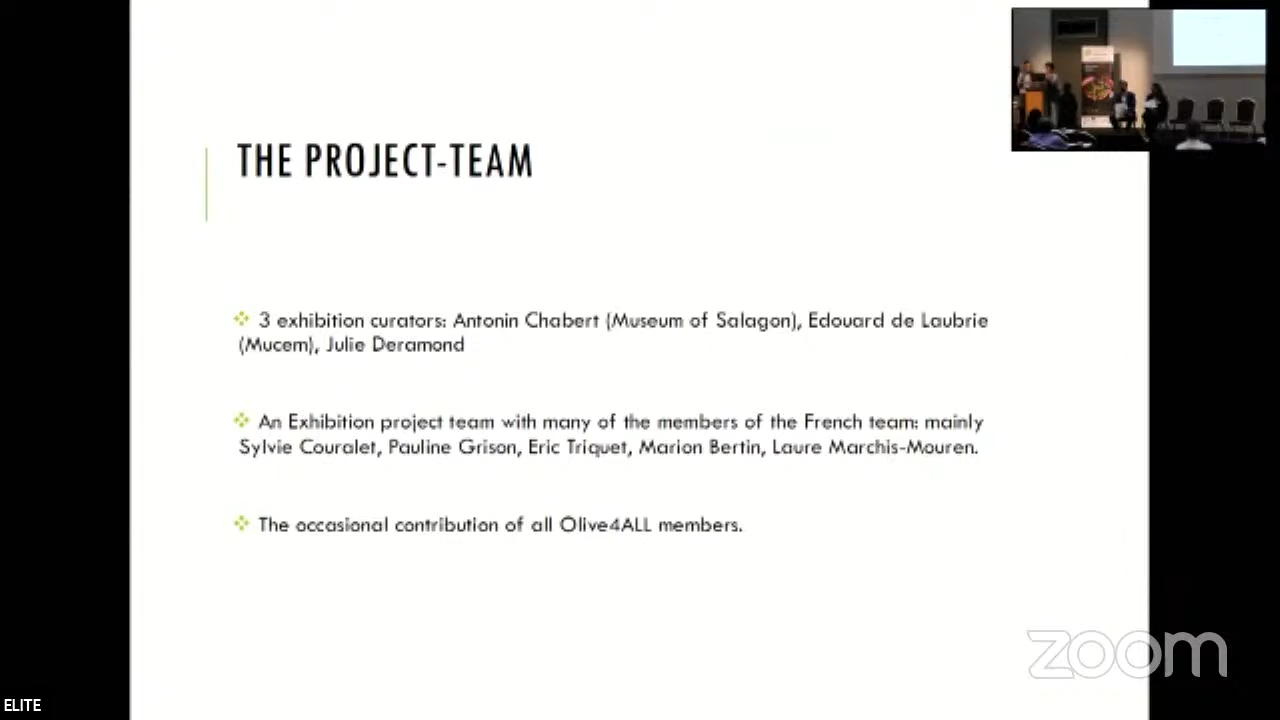 THE PROJECT-TEAM
3 exhibition curators: Antonin Chabert (Museum of Salagon), Edouard de Laubrie
(Mucem), Julie Deramond
An Exhibition project team with many of the members of the French team: mainly
Sylvie Couralet, Pauline Grison, Eric Triquet, Marion Bertin, Laure Marchis-Mouren.
The occasional contribution of all Olive4ALL members.
zoom
ELITE